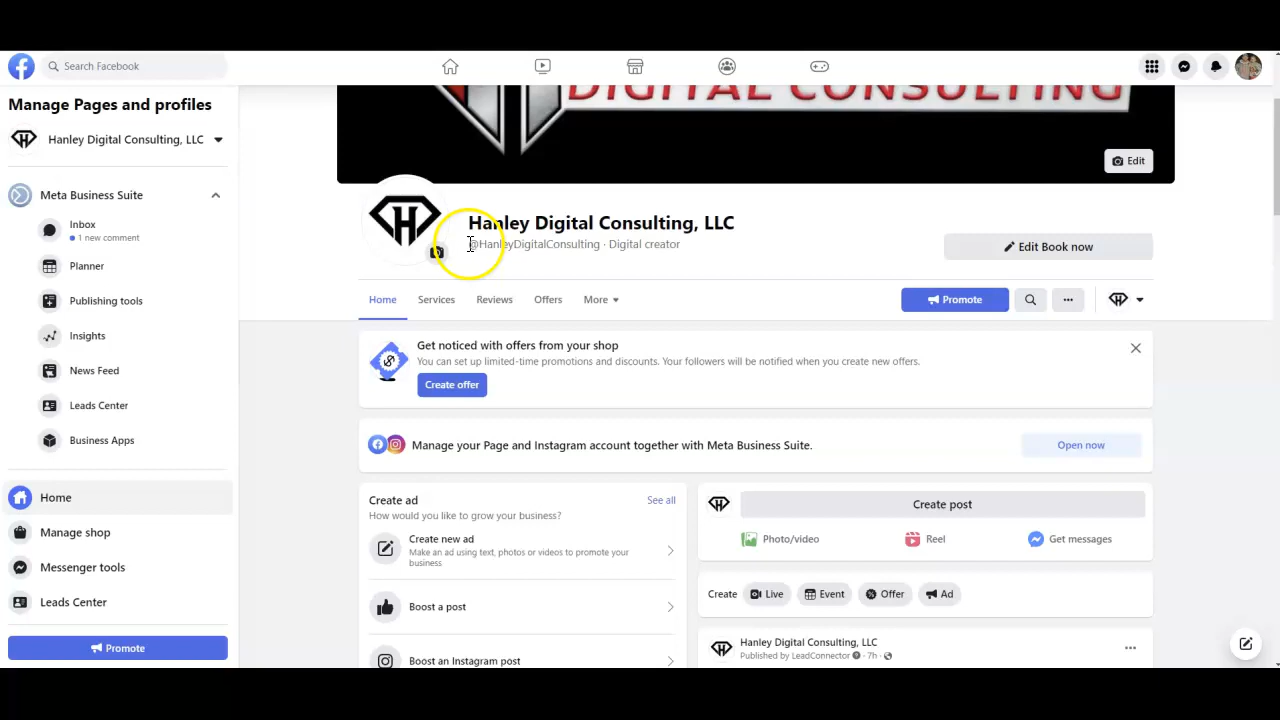 DIGITAL CONSULTING
Search Facebook
Manage Pages and profiles
Hanley Digital Consulting, LLC
Meta Business Suite
Inbox
1 new comment
Planner
Publishing tools
Insights
News Feed
Leads Center
Business Apps
Home
Manage shop
Messenger tools
Leads Center
Promote
Edit
H
Hanley Digital Consulting, LLC
@HanleyDigitalConsulting · Digital creator
Edit Book now
Home
Services
Reviews
Offers
More
Promote
Get noticed with offers from your shop
You can set up limited-time promotions and discounts. Your followers will be notified when you create new offers.
Create offer
Manage your Page and Instagram account together with Meta Business Suite.
Open now
Create ad
See all
How would you like to grow your business?
Create new ad
Make an ad using text, photos or videos to promote your
business
Boost a post
Boost an Instagram post
Create post
Photo/video
Reel
Get messages
Create
Live
Event
Offer
Ad
Hanley Digital Consulting, LLC
Published by LeadConnector · 7h ·